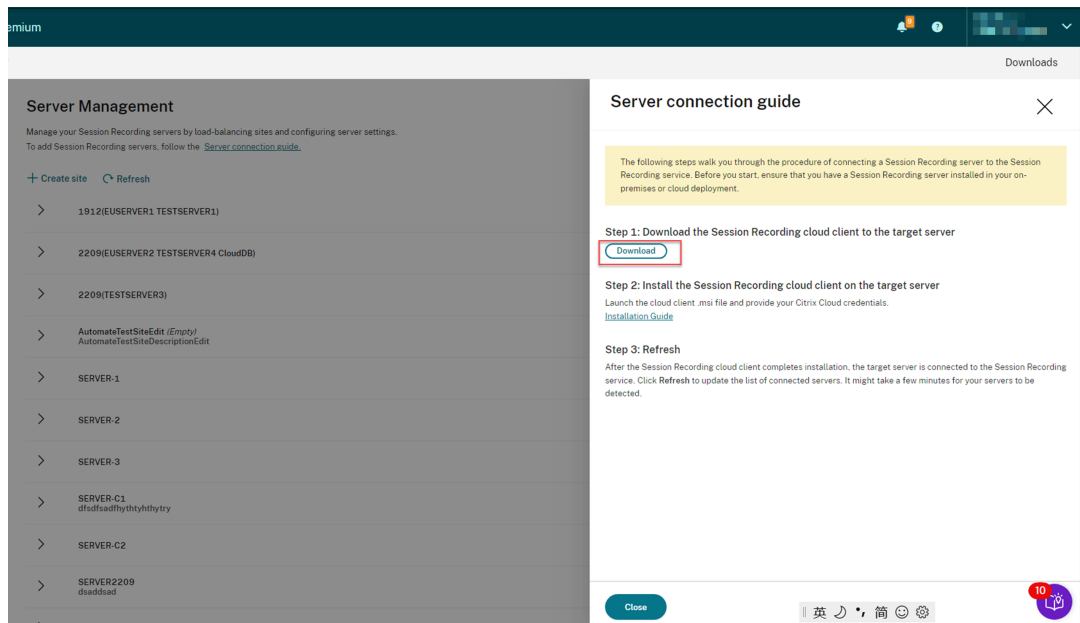 emium
9
?
Downloads
Server Management
Manage your Session Recording servers by load-balancing sites and configuring server settings.
To add Session Recording servers, follow the Server connection guide.
+ Create site Refresh
1912(EUSERVER1 TESTSERVER1)
2209(EUSERVER2 TESTSERVER4 CloudDB)
2209(TESTSERVER3)
AutomateTestSiteEdit (Empty)
AutomateTestSiteDescriptionEdit
SERVER-1
SERVER-2
SERVER-3
SERVER-C1
dfsdfsadfhythtyhthytry
SERVER-C2
SERVER2209
dsaddsad
Server connection guide
The following steps walk you through the procedure of connecting a Session Recording server to the Session
Recording service. Before you start, ensure that you have a Session Recording server installed in your on-
premises or cloud deployment.
Step 1: Download the Session Recording cloud client to the target server
Download
Step 2: Install the Session Recording cloud client on the target server
Launch the cloud client .msi file and provide your Citrix Cloud credentials.
Installation Guide
Step 3: Refresh
After the Session Recording cloud client completes installation, the target server is connected to the Session Recording
service. Click Refresh to update the list of connected servers. It might take a few minutes for your servers to be
detected.
Close
英 简
10